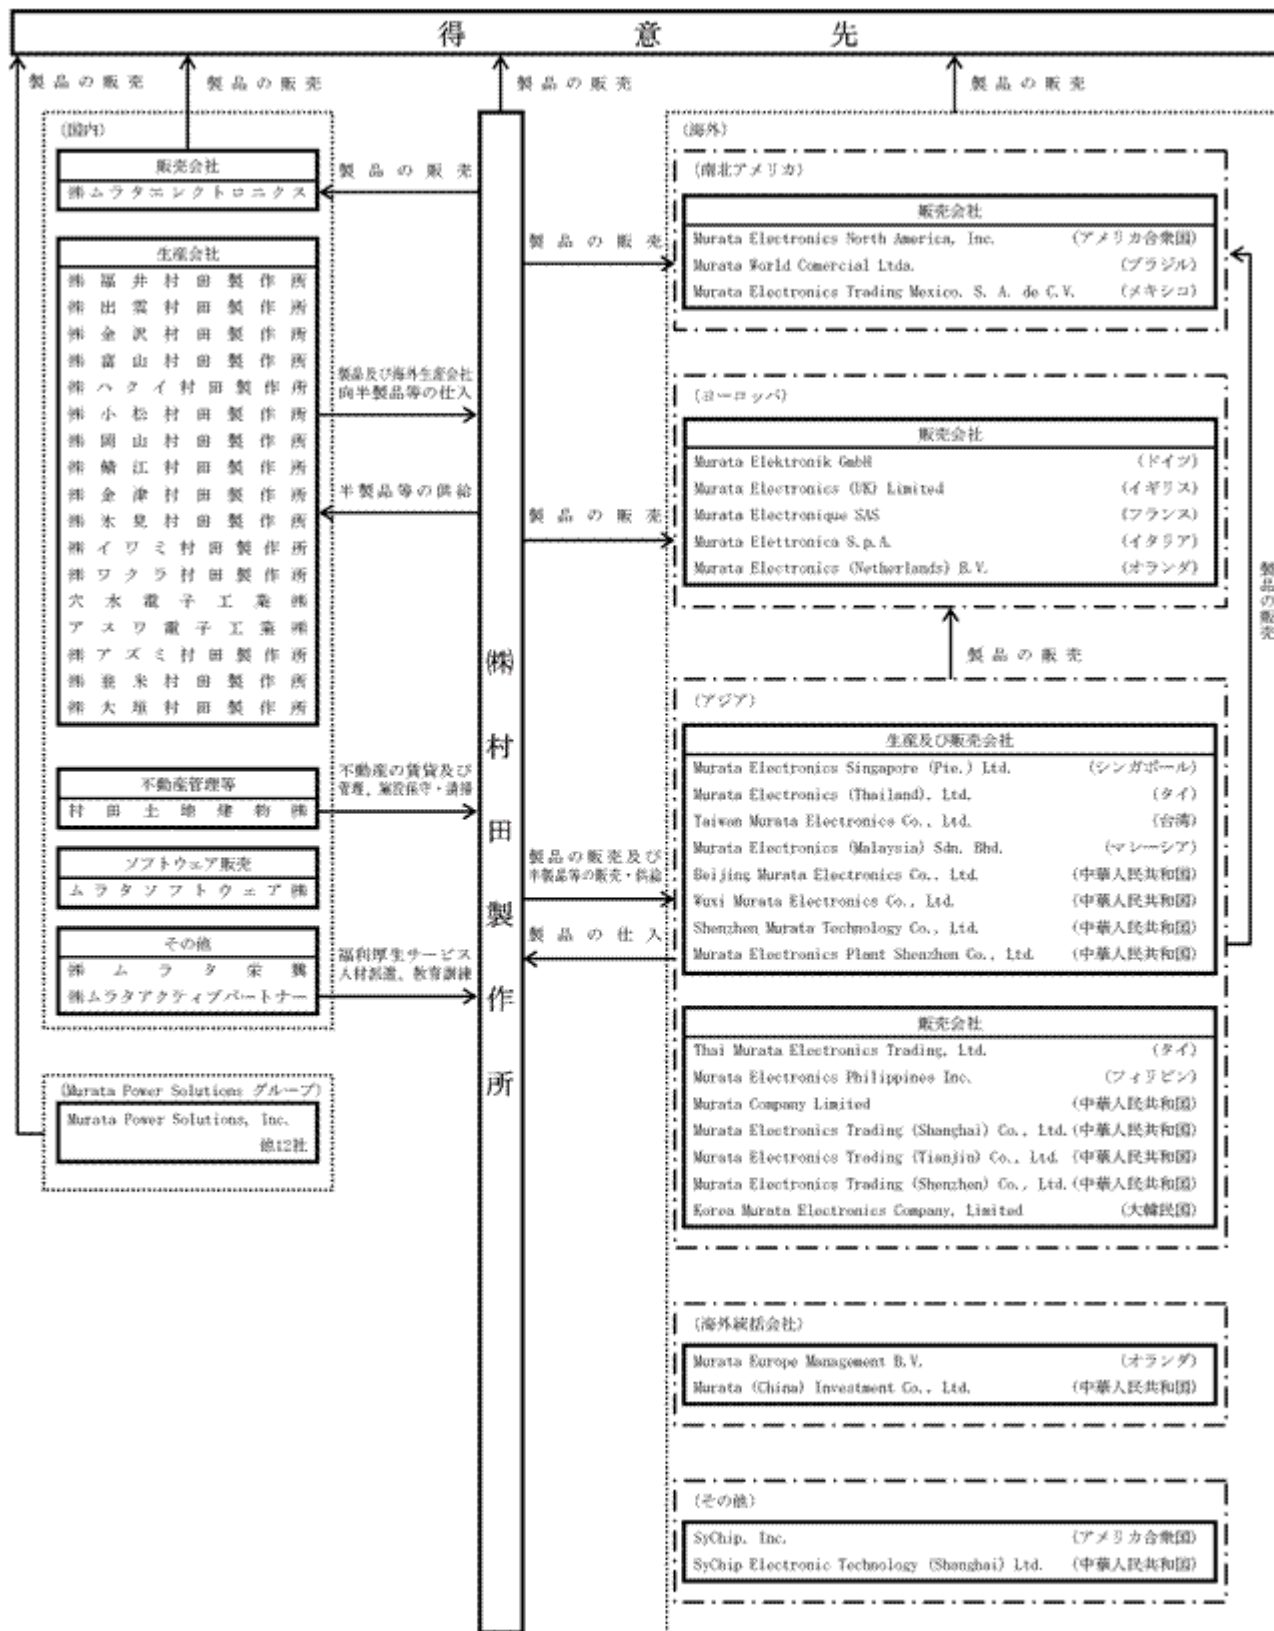 得意先
製品の販売
製品の販売
製品の販売
製品の販売
(国内)
販売会社
㈱ムラタエレクトロニクス
生産会社
㈱福井村田製作所
㈱出雲村田製作所
㈱金沢村田製作所
㈱富山村田製作所
㈱ハクイ村田製作所
㈱小松村田製作所
㈱岡山村田製作所
㈱鯖江村田製作所
㈱金津村田製作所
㈱氷見村田製作所
㈱イワミ村田製作所
㈱ワクラ村田製作所
穴水電子工業㈱
アスワ電子工業㈱
㈱アズミ村田製作所
㈱登米村田製作所
㈱大垣村田製作所
不動産管理等
村田土地建物㈱
ソフトウェア販売
ムラタソフトウェア㈱
その他
㈱ムラタ栄興
㈱ムラタアクティブパートナー
(Murata Power Solutions グループ)
Murata Power Solutions, Inc.
他12社
製品の販売
製品及び海外生産会社
向半製品等の仕入
半製品等の供給
不動産の賃貸及び
管理、施設保守・清掃
福利厚生サービス
人材派遣、教育訓練
㈱村田製作所
製品の販売
製品の販売
製品の販売及び
半製品等の販売・供給
製品の仕入
(海外)
(南北アメリカ)
販売会社
Murata Electronics North America, Inc. (アメリカ合衆国)
Murata World Comercial Ltda. (ブラジル)
Murata Electronics Trading Mexico, S. A. de C.V. (メキシコ)
(ヨーロッパ)
販売会社
Murata Elektronik GmbH (ドイツ)
Murata Electronics (UK) Limited (イギリス)
Murata Electronique SAS (フランス)
Murata Elettronica S.p.A. (イタリア)
Murata Electronics (Netherlands) B.V. (オランダ)
製品の販売
製品の販売
(アジア)
生産及び販売会社
Murata Electronics Singapore (Pte.) Ltd. (シンガポール)
Murata Electronics (Thailand), Ltd. (タイ)
Taiwan Murata Electronics Co., Ltd. (台湾)
Murata Electronics (Malaysia) Sdn. Bhd. (マレーシア)
Beijing Murata Electronics Co., Ltd. (中華人民共和国)
Wuxi Murata Electronics Co., Ltd. (中華人民共和国)
Shenzhen Murata Technology Co., Ltd. (中華人民共和国)
Murata Electronics Plant Shenzhen Co., Ltd. (中華人民共和国)
販売会社
Thai Murata Electronics Trading, Ltd. (タイ)
Murata Electronics Philippines Inc. (フィリピン)
Murata Company Limited (中華人民共和国)
Murata Electronics Trading (Shanghai) Co., Ltd. (中華人民共和国)
Murata Electronics Trading (Tianjin) Co., Ltd. (中華人民共和国)
Murata Electronics Trading (Shenzhen) Co., Ltd. (中華人民共和国)
Korea Murata Electronics Company, Limited (大韓民国)
(海外統括会社)
Murata Europe Management B.V. (オランダ)
Murata (China) Investment Co., Ltd. (中華人民共和国)
(その他)
SyChip, Inc. (アメリカ合衆国)
SyChip Electronic Technology (Shanghai) Ltd. (中華人民共和国)